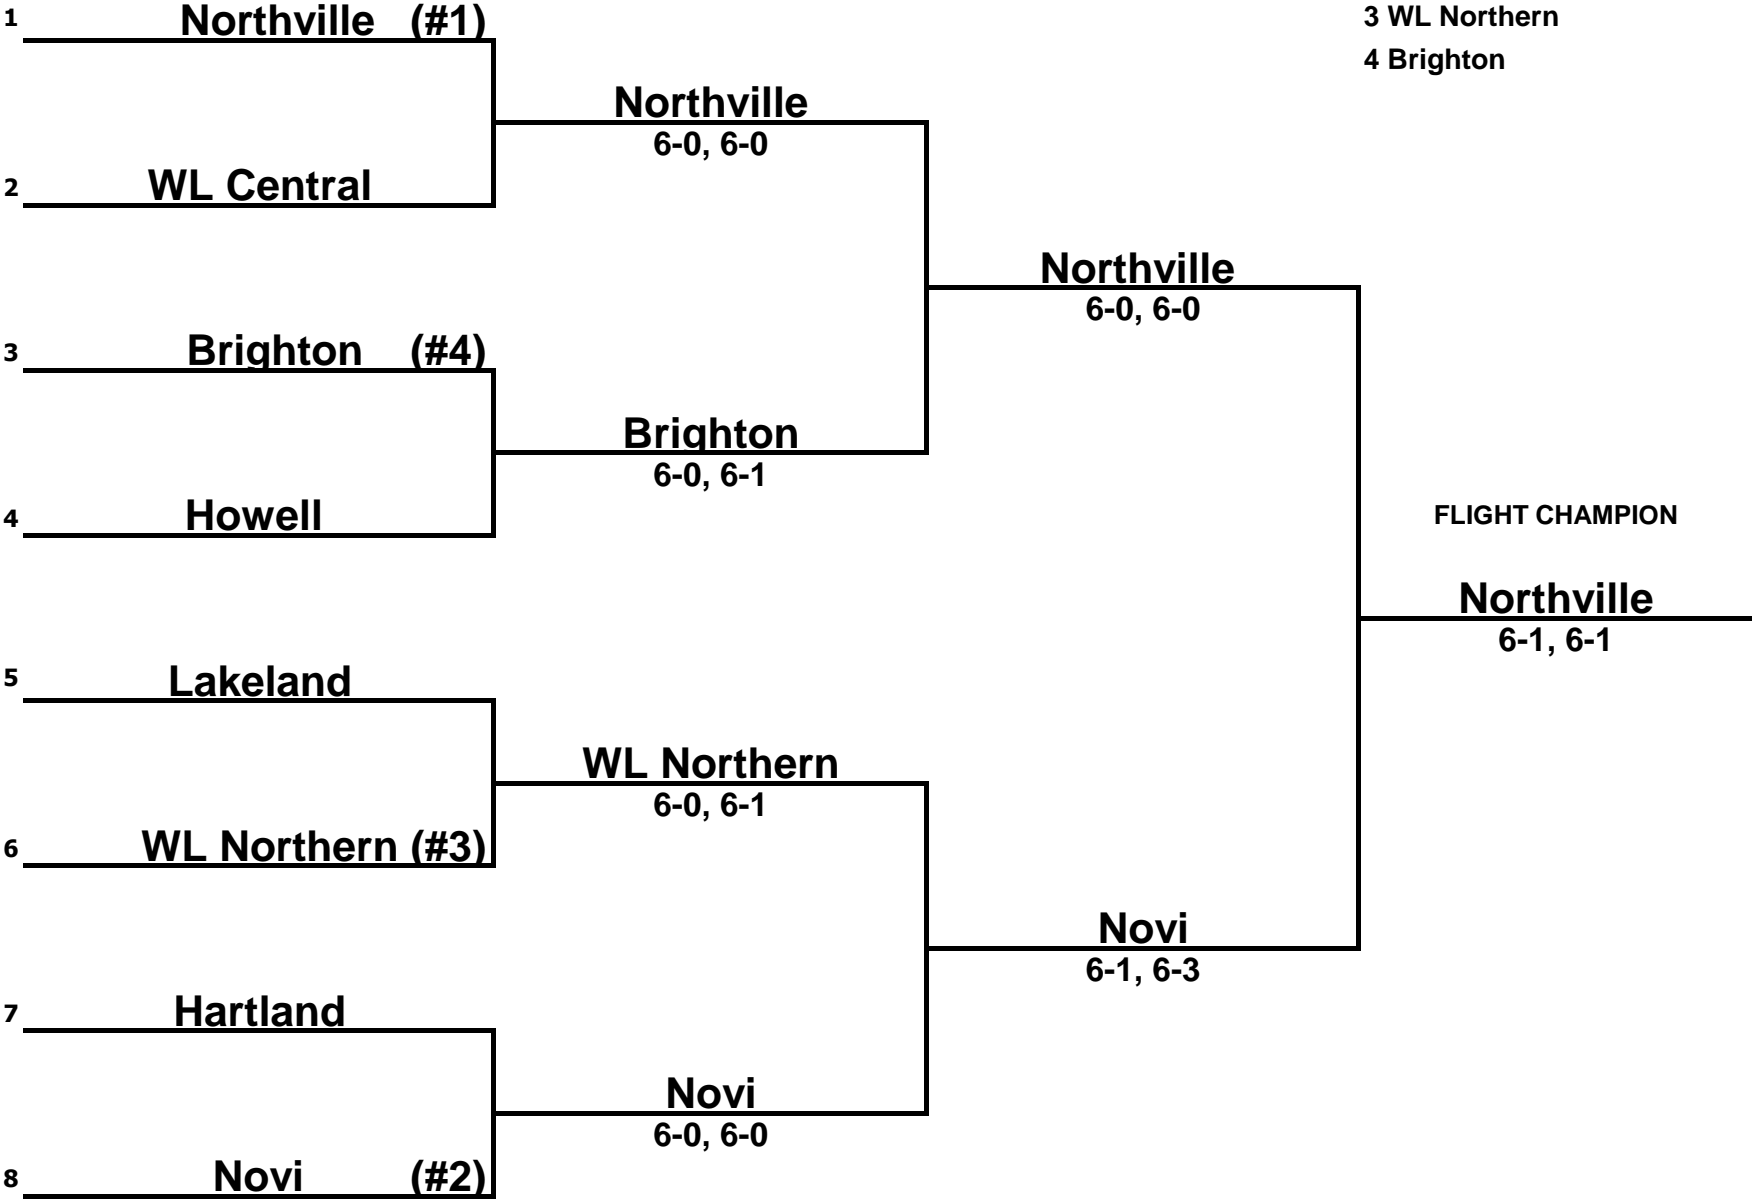 1 Northville (#1)
3 WL Northern
4 Brighton
Northville
6-0, 6-0
2 WL Central
Northville
6-0, 6-0
3 Brighton (#4)
Brighton
6-0, 6-1
4 Howell
FLIGHT CHAMPION
Northville
6-1, 6-1
5 Lakeland
WL Northern
6-0, 6-1
6 WL Northern (#3)
Novi
6-1, 6-3
7 Hartland
Novi
6-0, 6-0
8 Novi (#2)